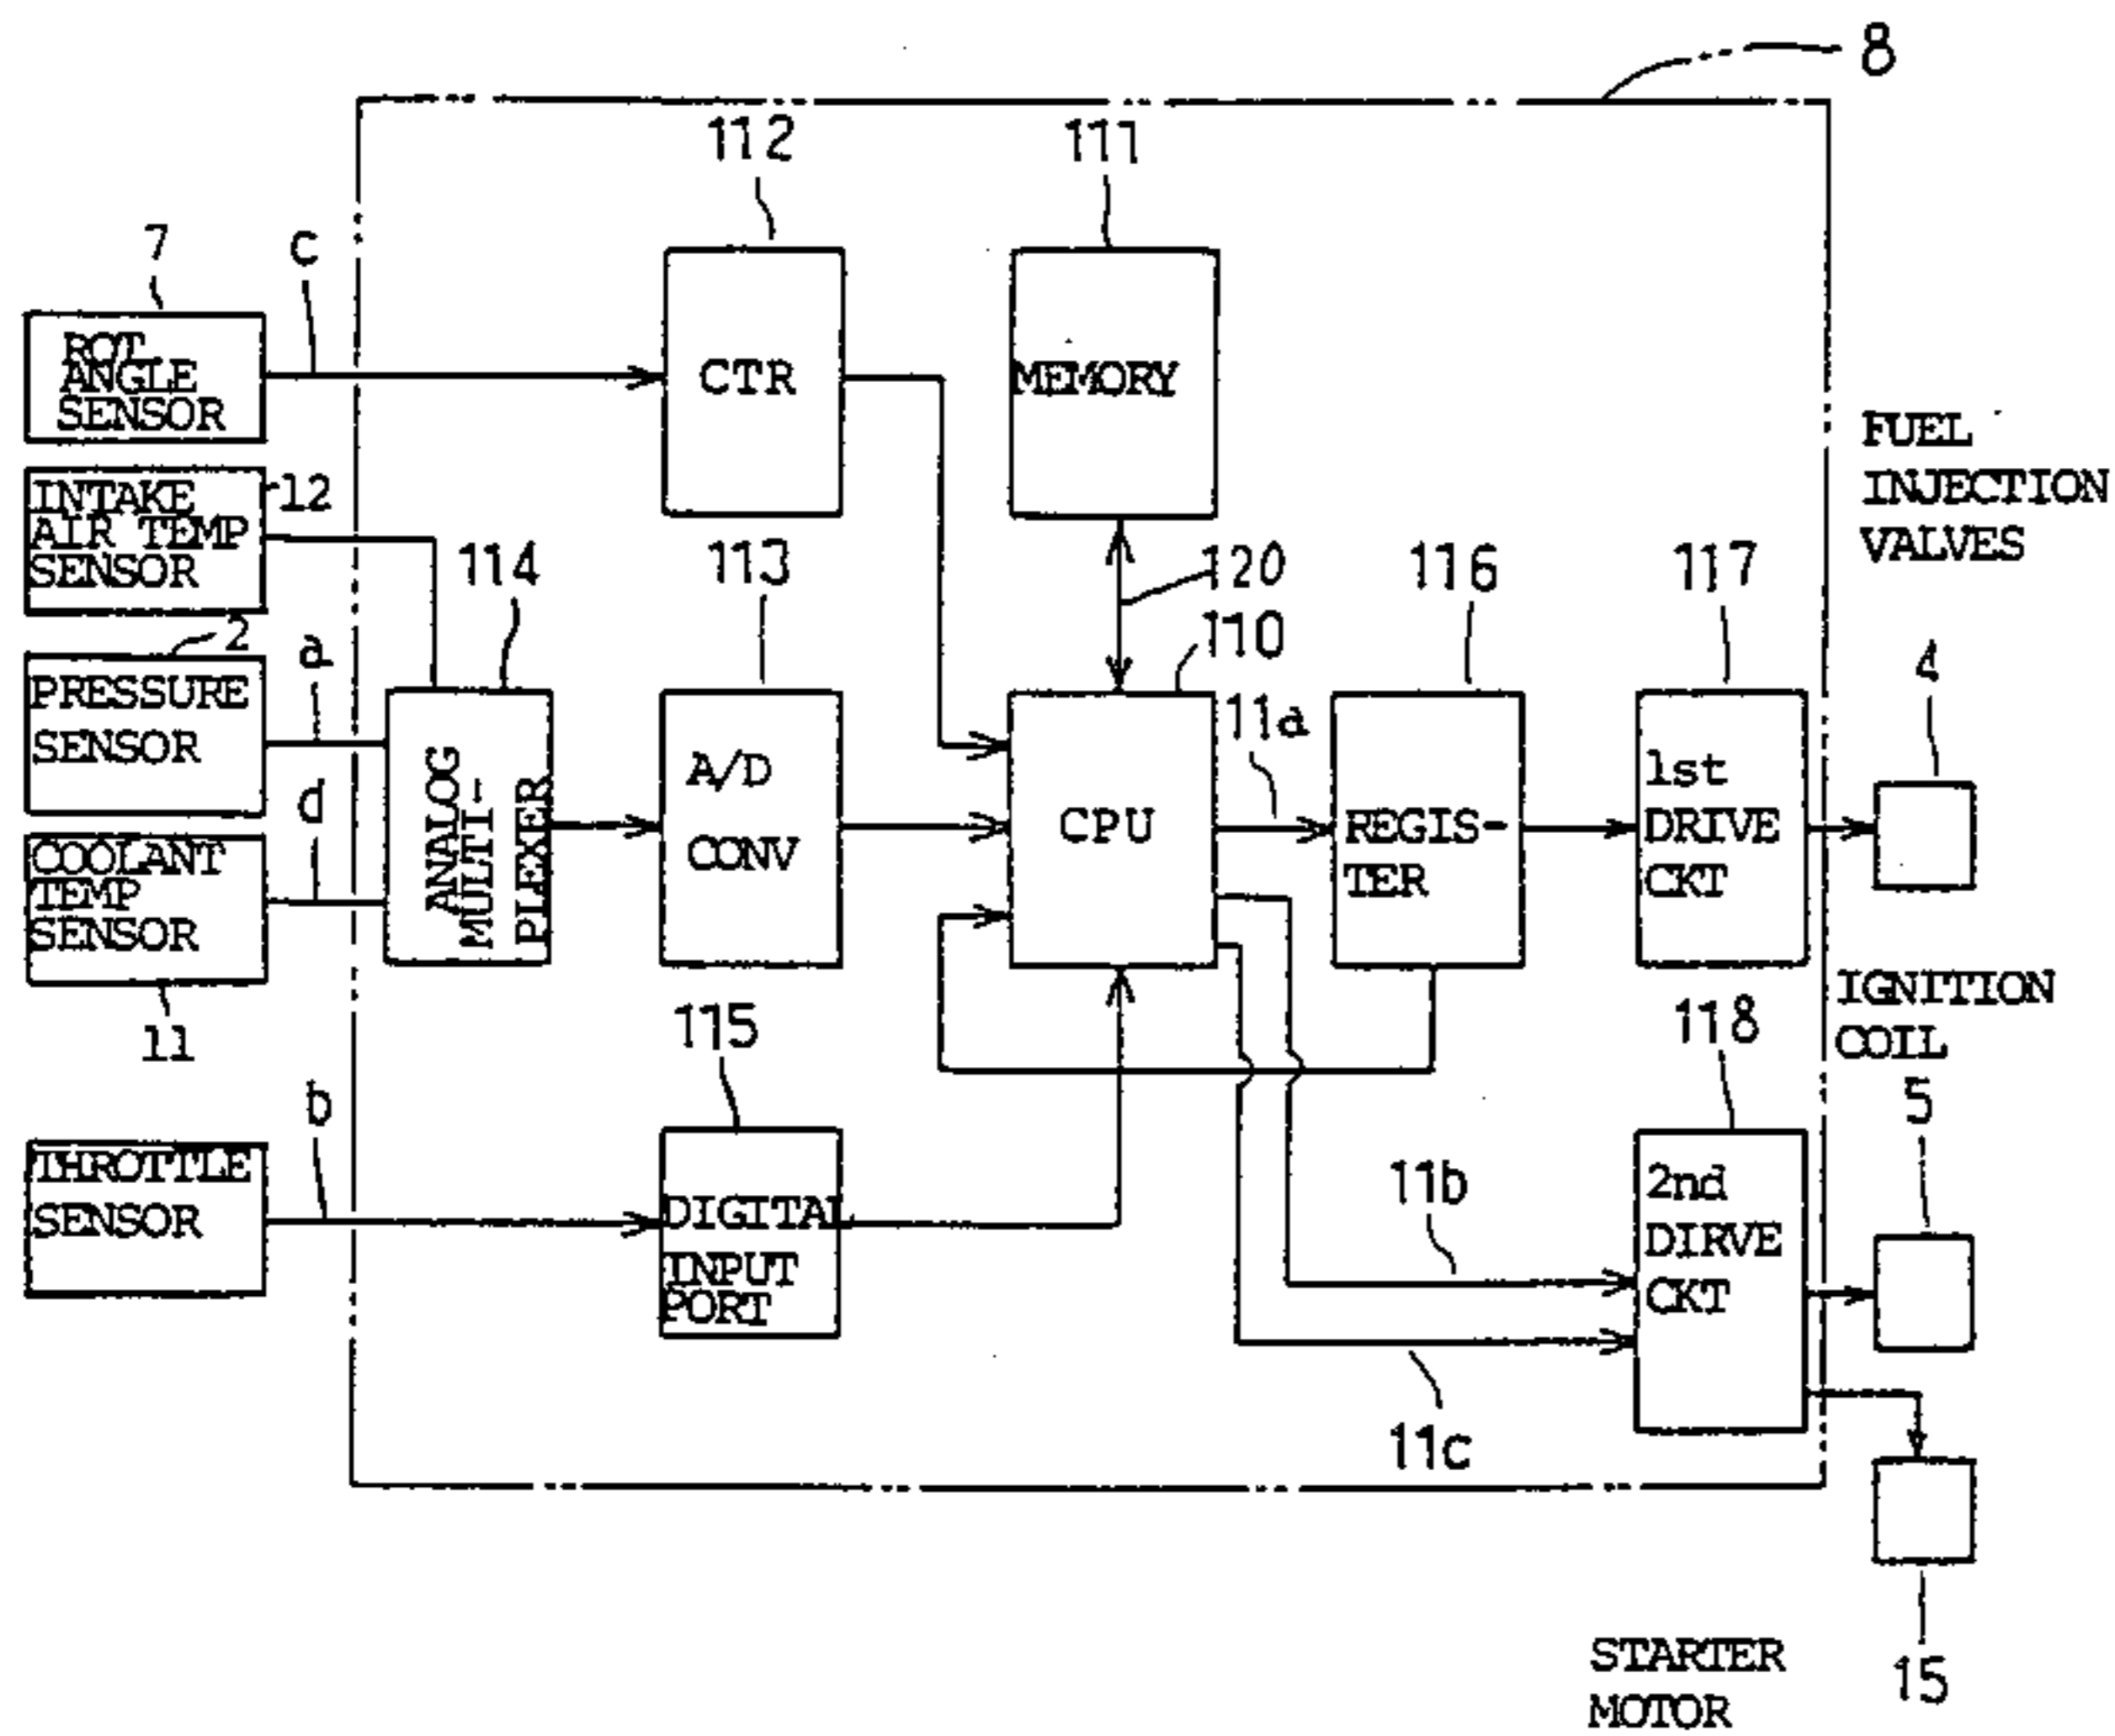 8
112
111
7
c
ROT
ANGLE
SENSOR
CTR
MEMORY
FUEL
INJECTION
VALVES
12
INTAKE
AIR TEMP
SENSOR
114
113
120
110
116
117
2
a
PRESSURE
SENSOR
11a
4
ANALOG
MULTI-
PLEXER
A/D
CONV
CPU
REGIS-
TER
1st
DRIVE
CKT
d
COOLANT
TEMP
SENSOR
11
115
118
IGNITION
COIL
5
b
THROTTLE
SENSOR
DIGITAL
INPUT
PORT
11b
2nd
DIRVE
CKT
11c
STARTER
MOTOR
15